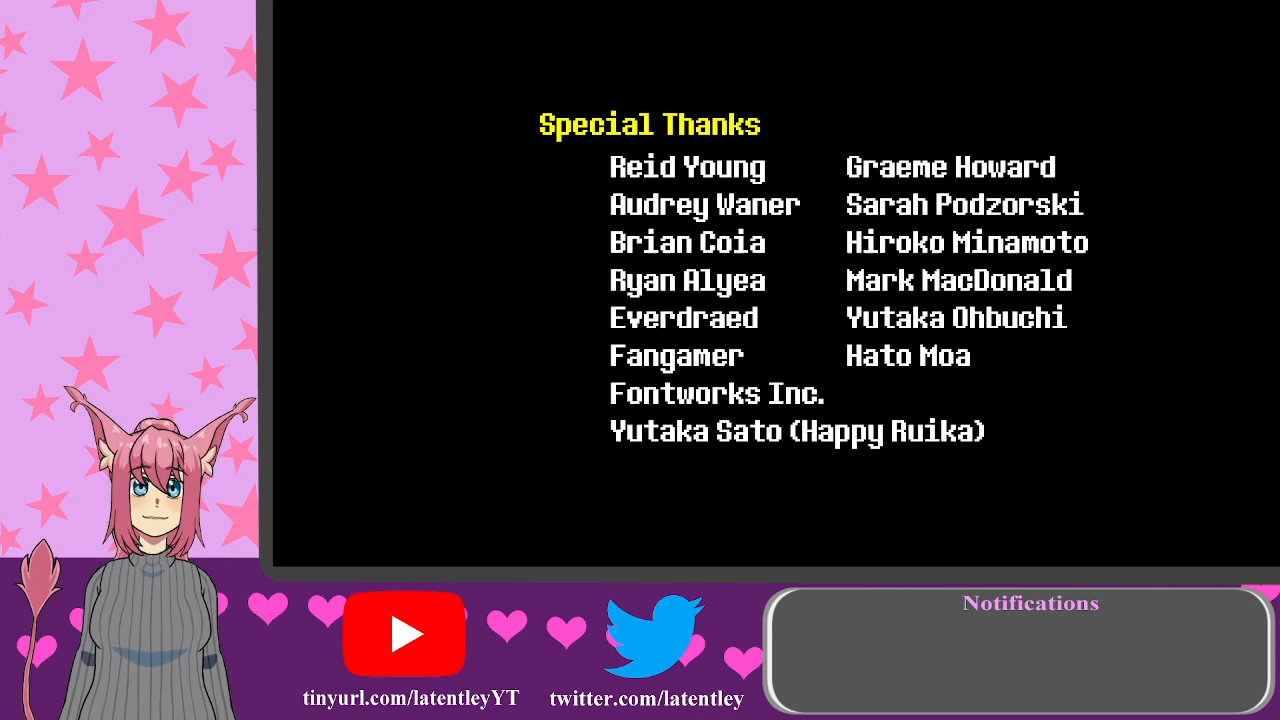 Special Thanks
Reid Young Graeme Howard
Audrey Waner Sarah Podzorski
Brian Coia Hiroko Minamoto
Ryan Alyea Mark MacDonald
Everdraed Yutaka Ohbuchi
Fangamer Hato Moa
Fontworks Inc.
Yutaka Sato (Happy Ruika)
Notifications
tinyurl.com/latentleyYT twitter.com/latentley